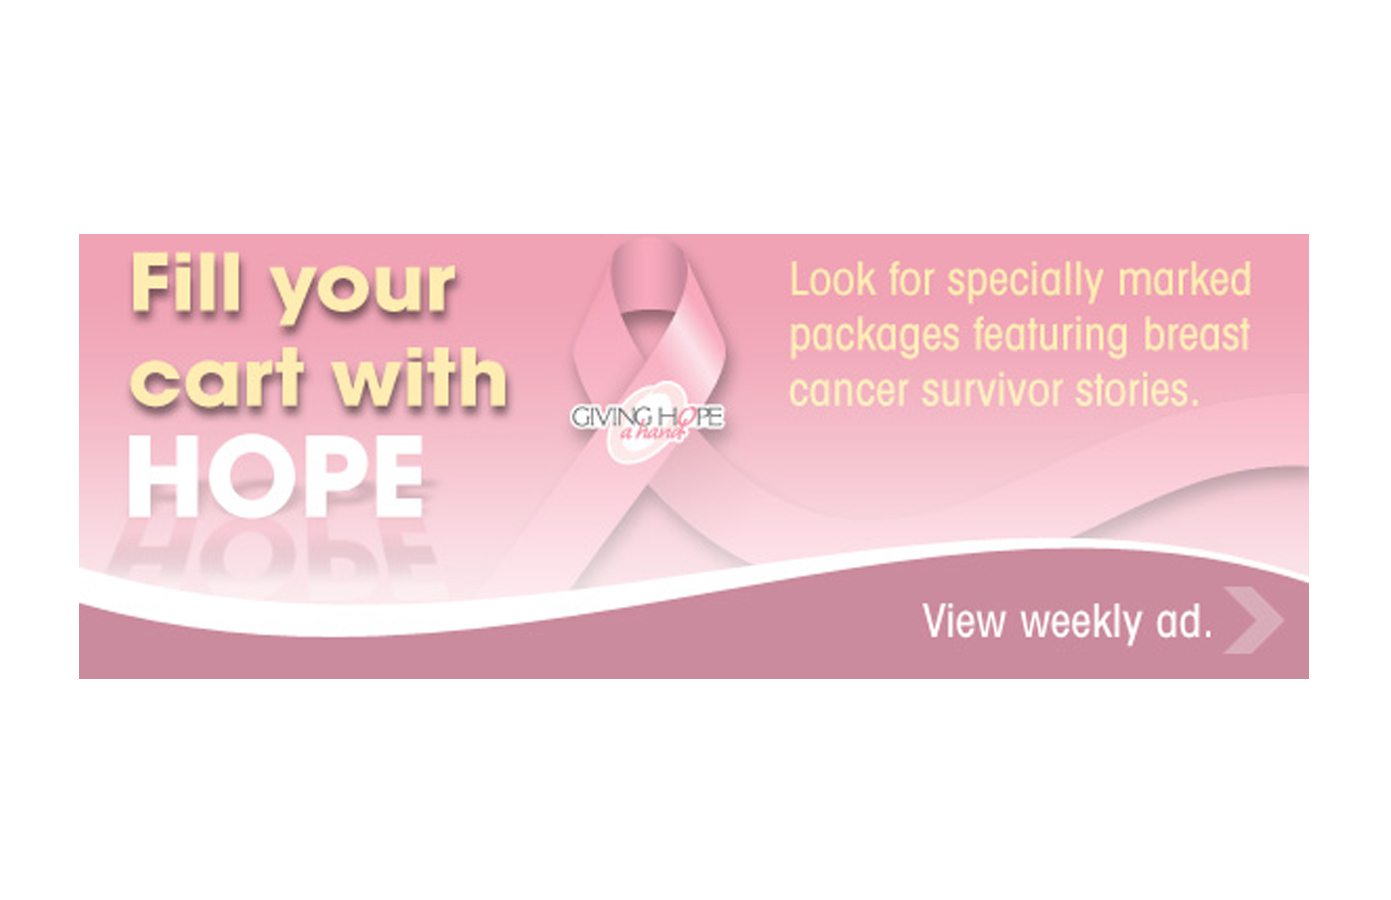 Fill your
cart with
HOPE
GIVING HOPE
a hand
Look for specially marked
packages featuring breast
cancer survivor stories.
View weekly ad.